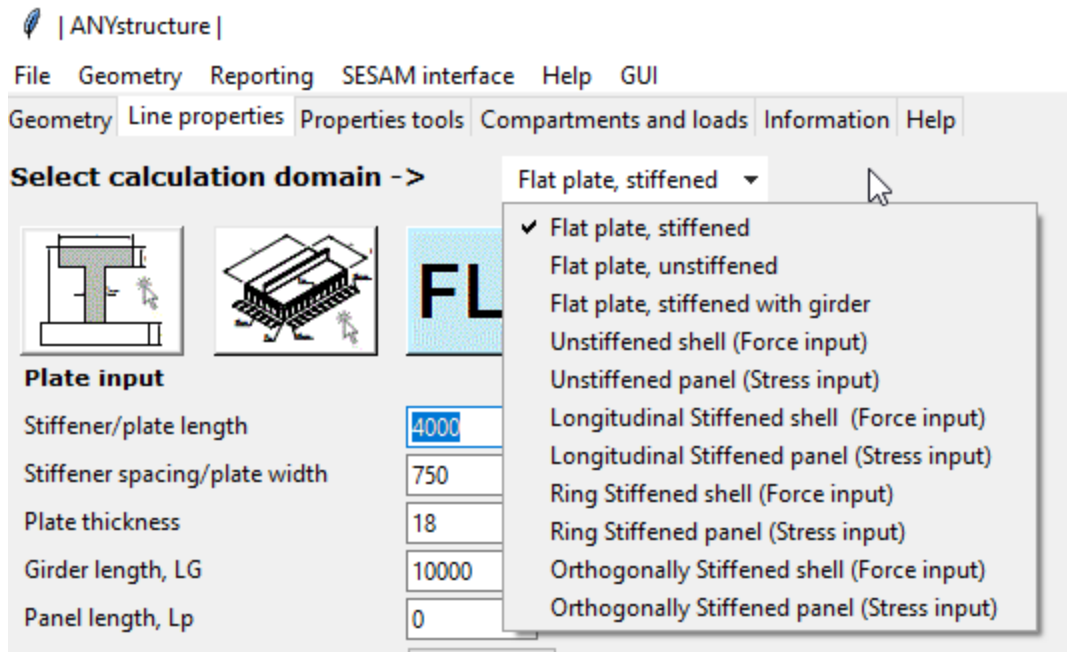 | ANYstructure |
File Geometry Reporting SESAM interface Help GUI
Geometry Line properties Properties tools Compartments and loads Information Help
Select calculation domain -> Flat plate, stiffened
✔ Flat plate, stiffened
Flat plate, unstiffened
Flat plate, stiffened with girder
Unstiffened shell (Force input)
Unstiffened panel (Stress input)
Longitudinal Stiffened shell  (Force input)
Longitudinal Stiffened panel (Stress input)
Ring Stiffened shell (Force input)
Ring Stiffened panel (Stress input)
Orthogonally Stiffened shell (Force input)
Orthogonally Stiffened panel (Stress input)
FL
Plate input
Stiffener/plate length 4000
Stiffener spacing/plate width 750
Plate thickness 18
Girder length, LG 10000
Panel length, Lp 0